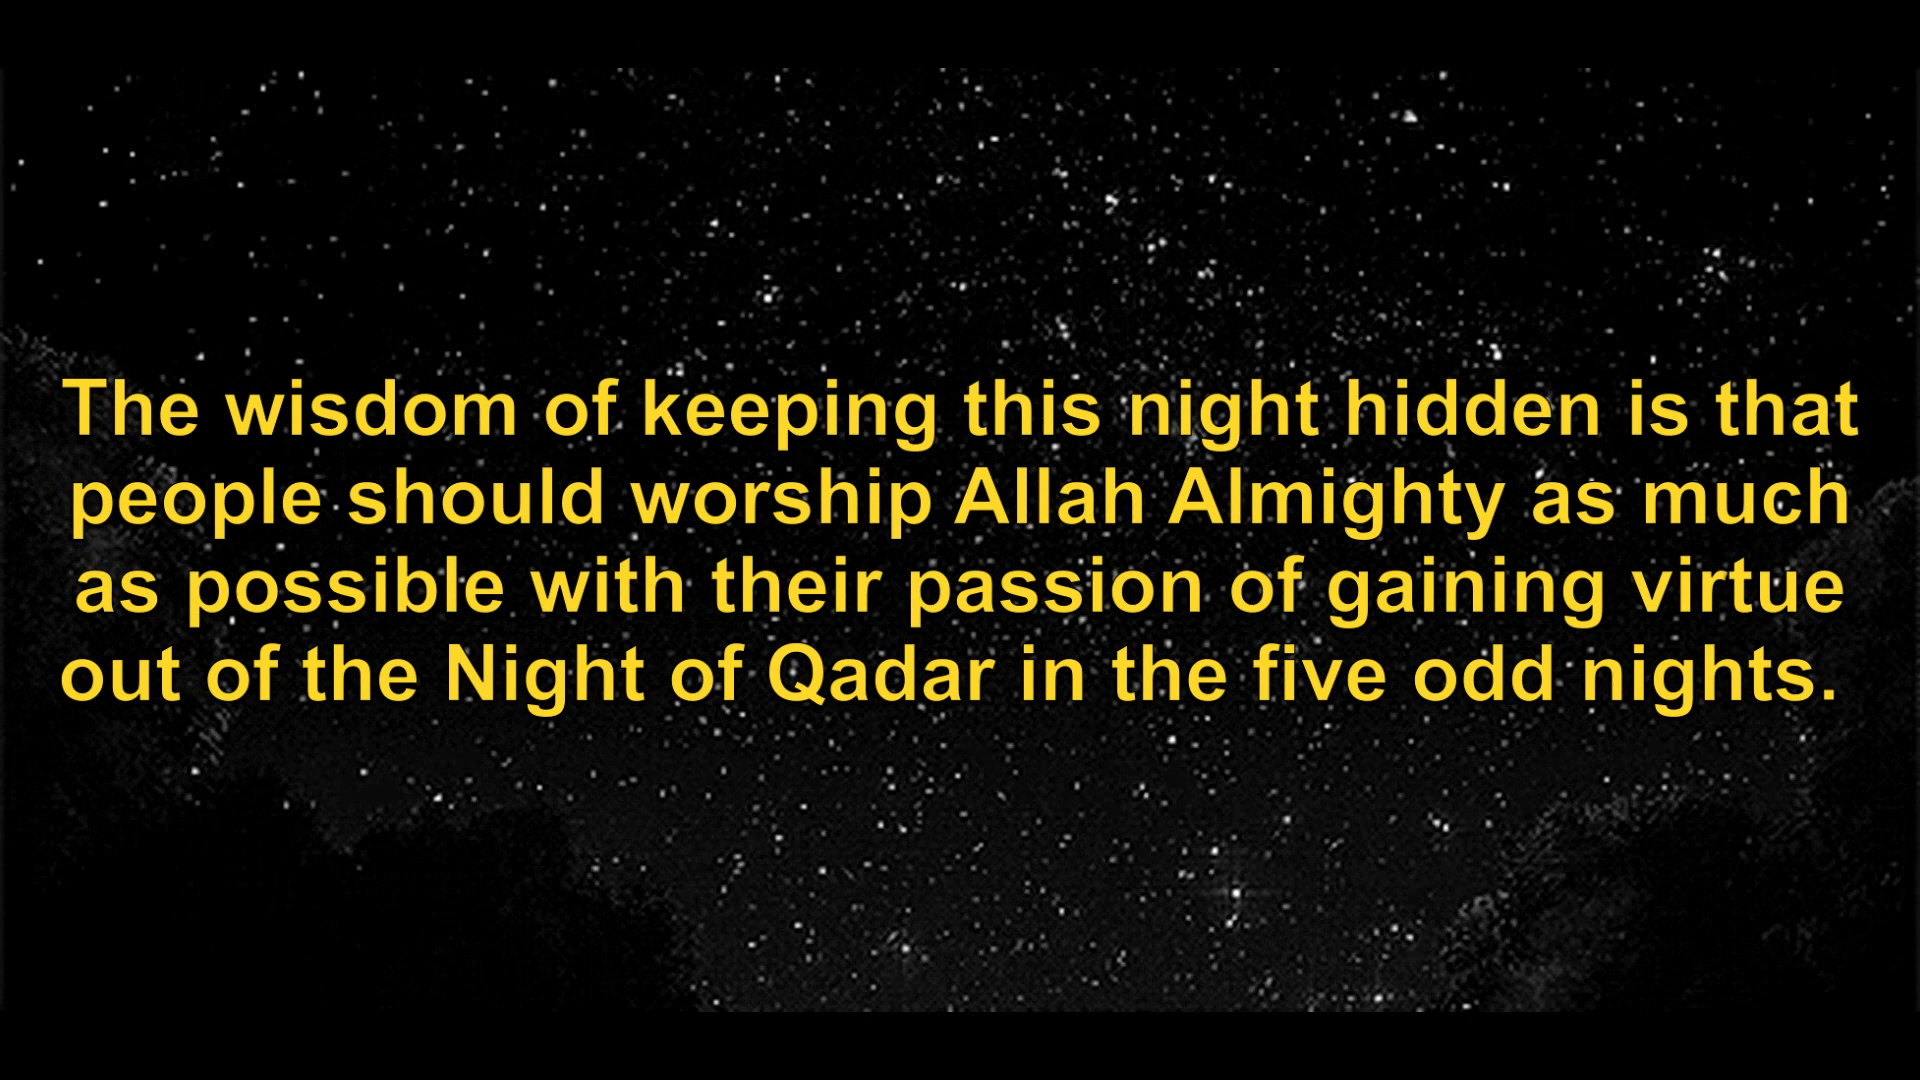 The wisdom of keeping this night hidden is that
people should worship Allah Almighty as much
as possible with their passion of gaining virtue
out of the Night of Qadar in the five odd nights.